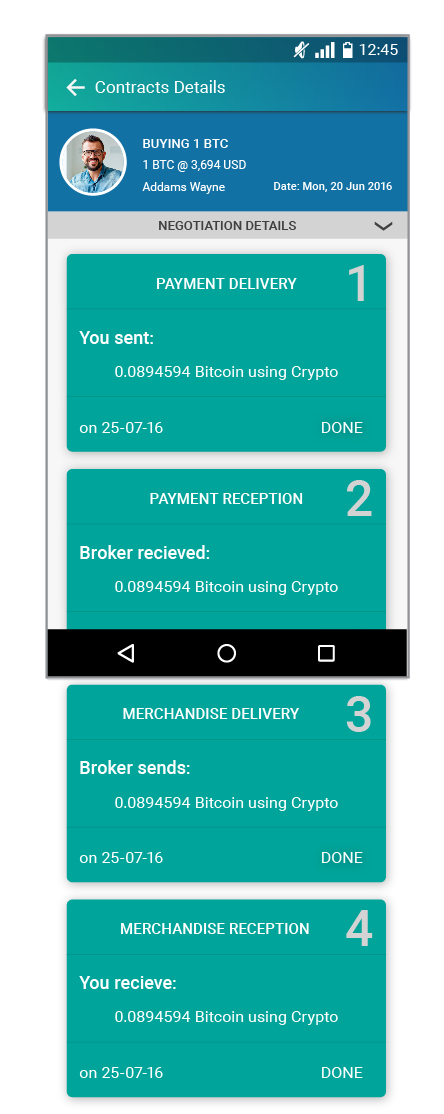 12:45
Contracts Details
BUYING 1 BTC
1 BTC @ 3,694 USD
Addams Wayne Date: Mon, 20 Jun 2016
NEGOTIATION DETAILS
PAYMENT DELIVERY 1
You sent:
0.0894594 Bitcoin using Crypto
on 25-07-16 DONE
PAYMENT RECEPTION 2
Broker recieved:
0.0894594 Bitcoin using Crypto
MERCHANDISE DELIVERY 3
Broker sends:
0.0894594 Bitcoin using Crypto
on 25-07-16 DONE
MERCHANDISE RECEPTION 4
You recieve:
0.0894594 Bitcoin using Crypto
on 25-07-16 DONE